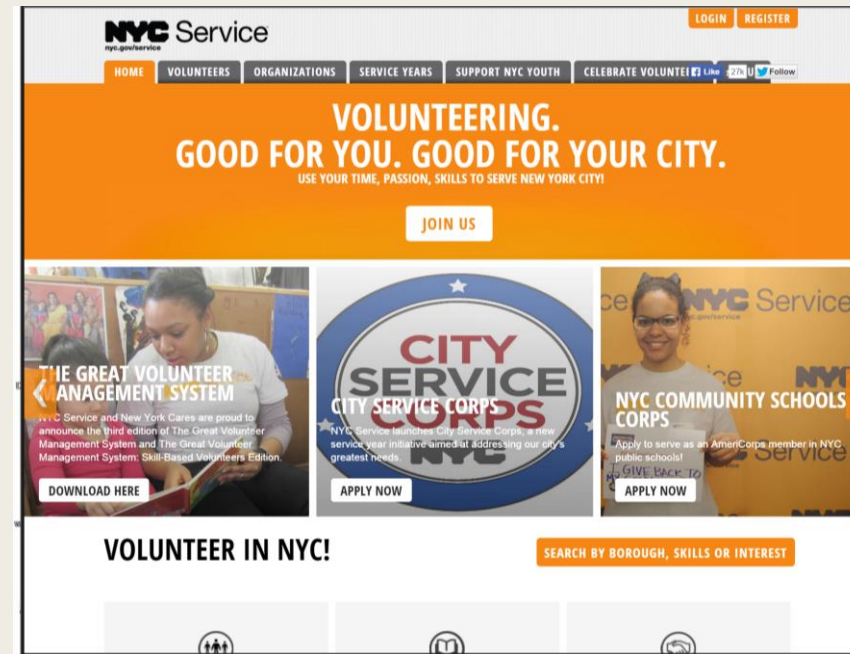 NYC Service
nyc.gov/service
LOGIN
REGISTER
HOME
VOLUNTEERS
ORGANIZATIONS
SERVICE YEARS
SUPPORT NYC YOUTH
CELEBRATE
Like
27k
Follow
VOLUNTEERING.
GOOD FOR YOU. GOOD FOR YOUR CITY.
USE YOUR TIME, PASSION, SKILLS TO SERVE NEW YORK CITY!
JOIN US
THE GREAT VOLUNTEER
MANAGEMENT SYSTEM
NYC Service and New York Cares are proud to
announce the third edition of The Great Volunteer
Management System and The Great Volunteer
Management System: Skill-Based Volunteers Edition.
DOWNLOAD HERE
CITY
SERVICE
CORPS
NYC
CITY SERVICE CORPS
NYC Service launches City Service Corps, a new
service year initiative aimed at addressing our city's
greatest needs.
APPLY NOW
NYC Service
nyc.gov/service
NYC COMMUNITY SCHOOLS
CORPS
Apply to serve as an AmeriCorps member in NYC
public schools!
I GIVE BACK TO
APPLY NOW
VOLUNTEER IN NYC!
SEARCH BY BOROUGH, SKILLS OR INTEREST